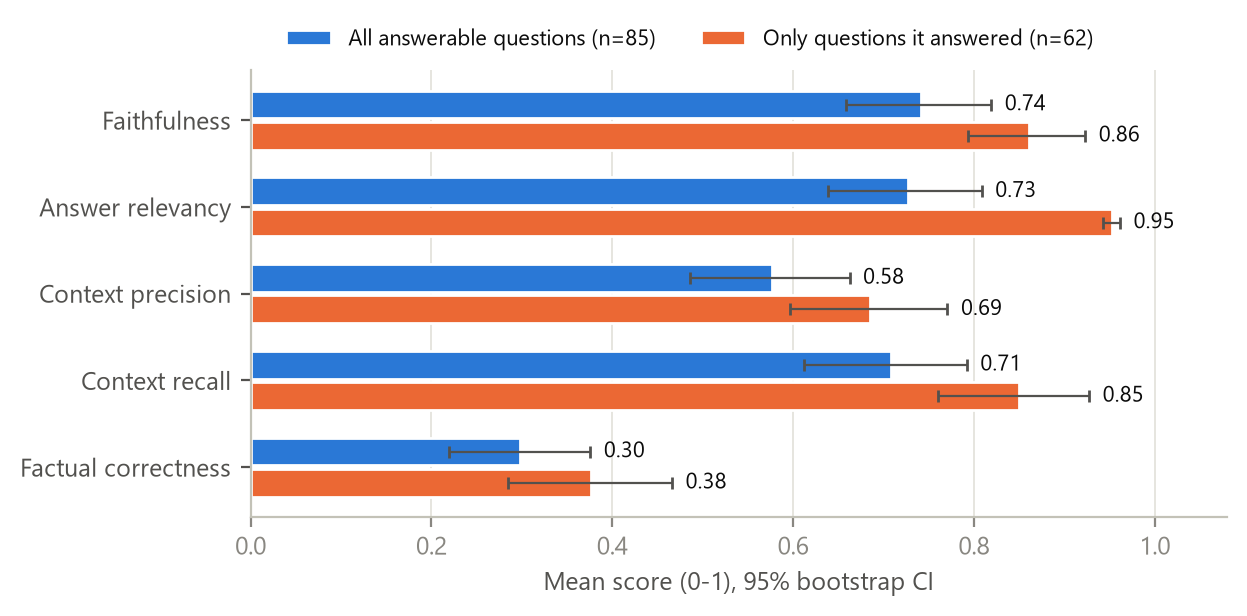 All answerable questions (n=85)
Only questions it answered (n=62)
Faithfulness
0.74
0.86
Answer relevancy
0.73
0.95
Context precision
0.58
0.69
Context recall
0.71
0.85
Factual correctness
0.30
0.38
0.0 0.2 0.4 0.6 0.8 1.0
Mean score (0-1), 95% bootstrap CI